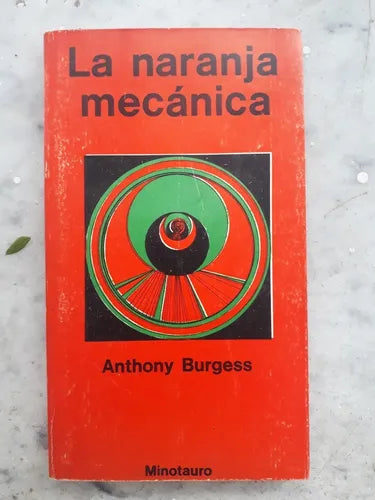 La naranja
mecánica
Anthony Burgess
Minotauro